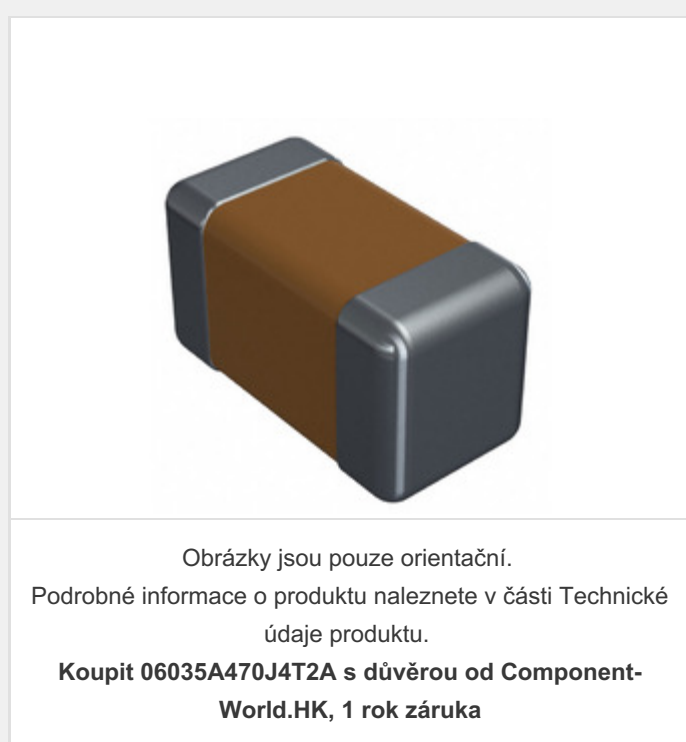 Obrázky jsou pouze orientační.
Podrobné informace o produktu naleznete v části Technické
údaje produktu.
Koupit 06035A470J4T2A s důvěrou od Component-
World.HK, 1 rok záruka